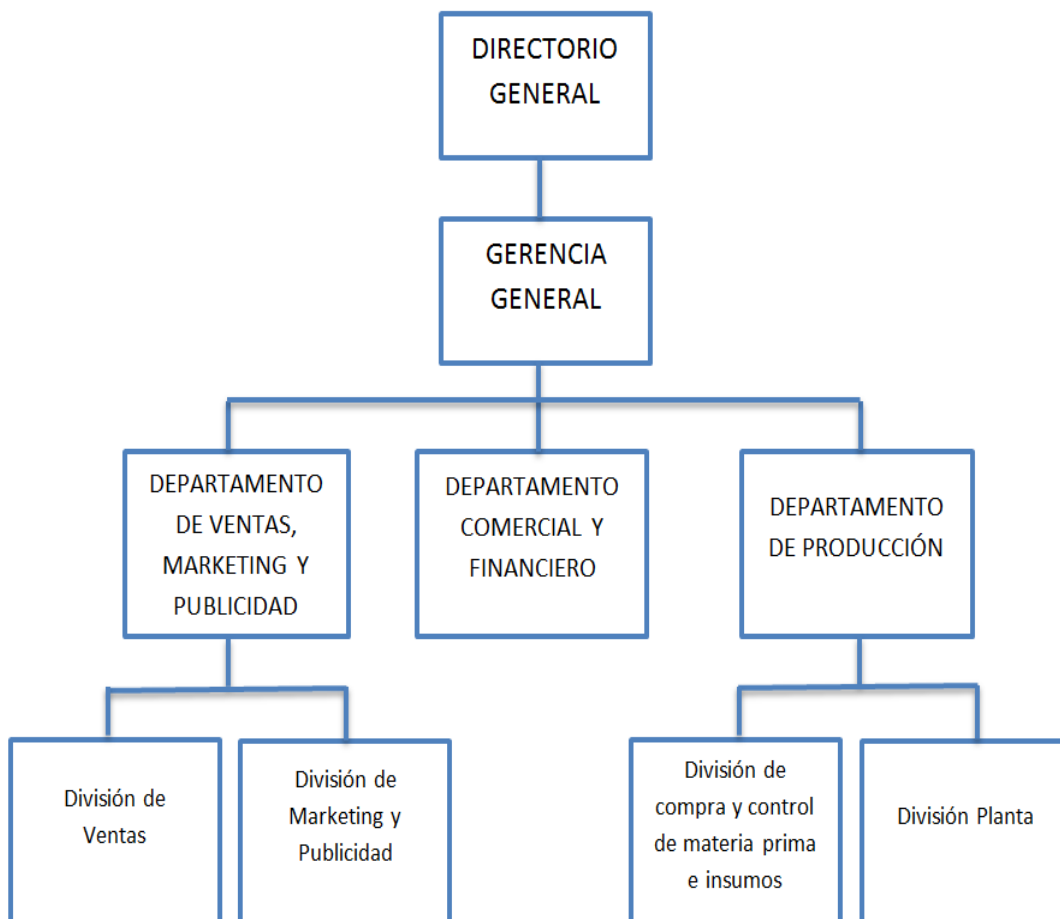 DIRECTORIO
GENERAL
GERENCIA
GENERAL
DEPARTAMENTO
DE VENTAS,
MARKETING Y
PUBLICIDAD
DEPARTAMENTO
COMERCIAL Y
FINANCIERO
DEPARTAMENTO
DE PRODUCCIÓN
División de
Ventas
División de
Marketing y
Publicidad
División de
compra y control
de materia prima
e insumos
División Planta